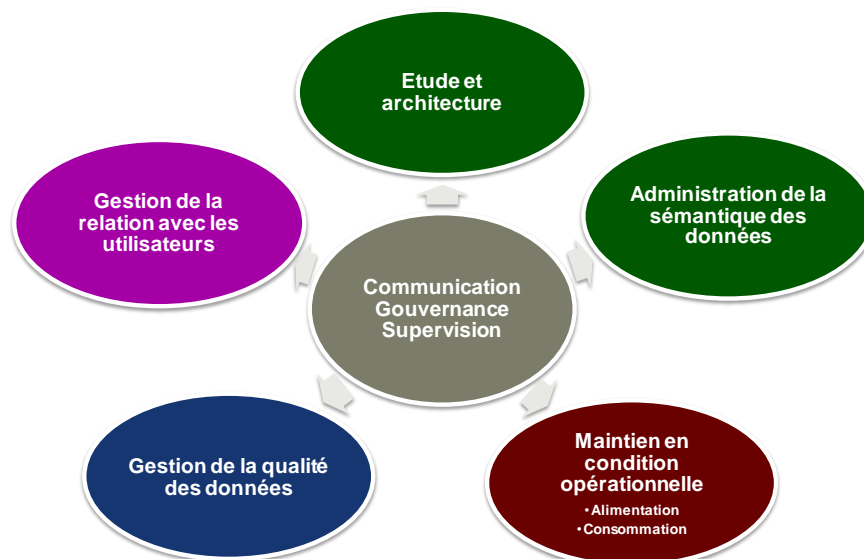 Etude et
architecture
Gestion de la
relation avec les
utilisateurs
Administration de la
sémantique des
données
Communication
Gouvernance
Supervision
Gestion de la qualité
des données
Maintien en
condition
opérationnelle
•Alimentation
•Consommation